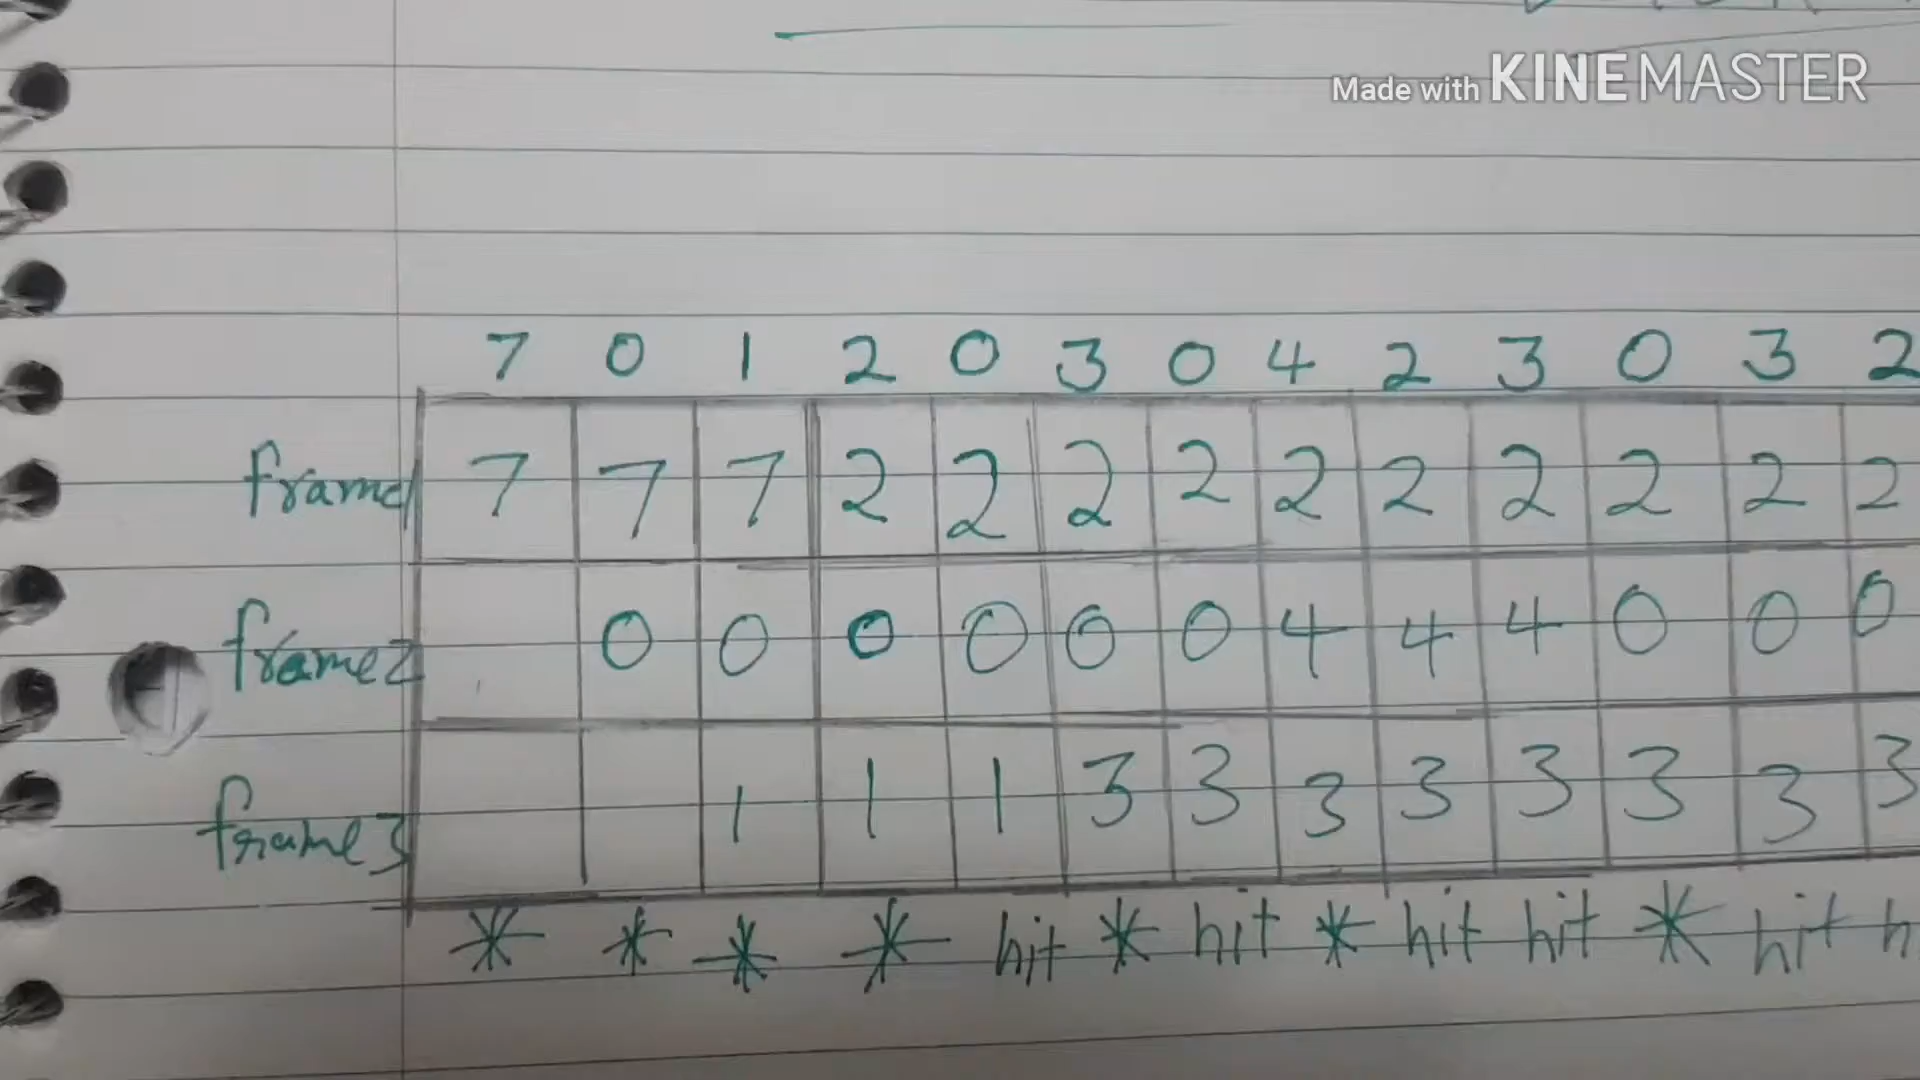 Made with KINEMASTER
7 0 1 2 0 3 0 4 2 3 0 3 2
frame1 7 7 7 2 2 2 2 2 2 2 2 2 2
frame2 0 0 0 0 0 0 4 4 4 0 0 0
frame3 1 1 1 3 3 3 3 3 3 3 3
* * * * hit * hit * hit hit * hit h